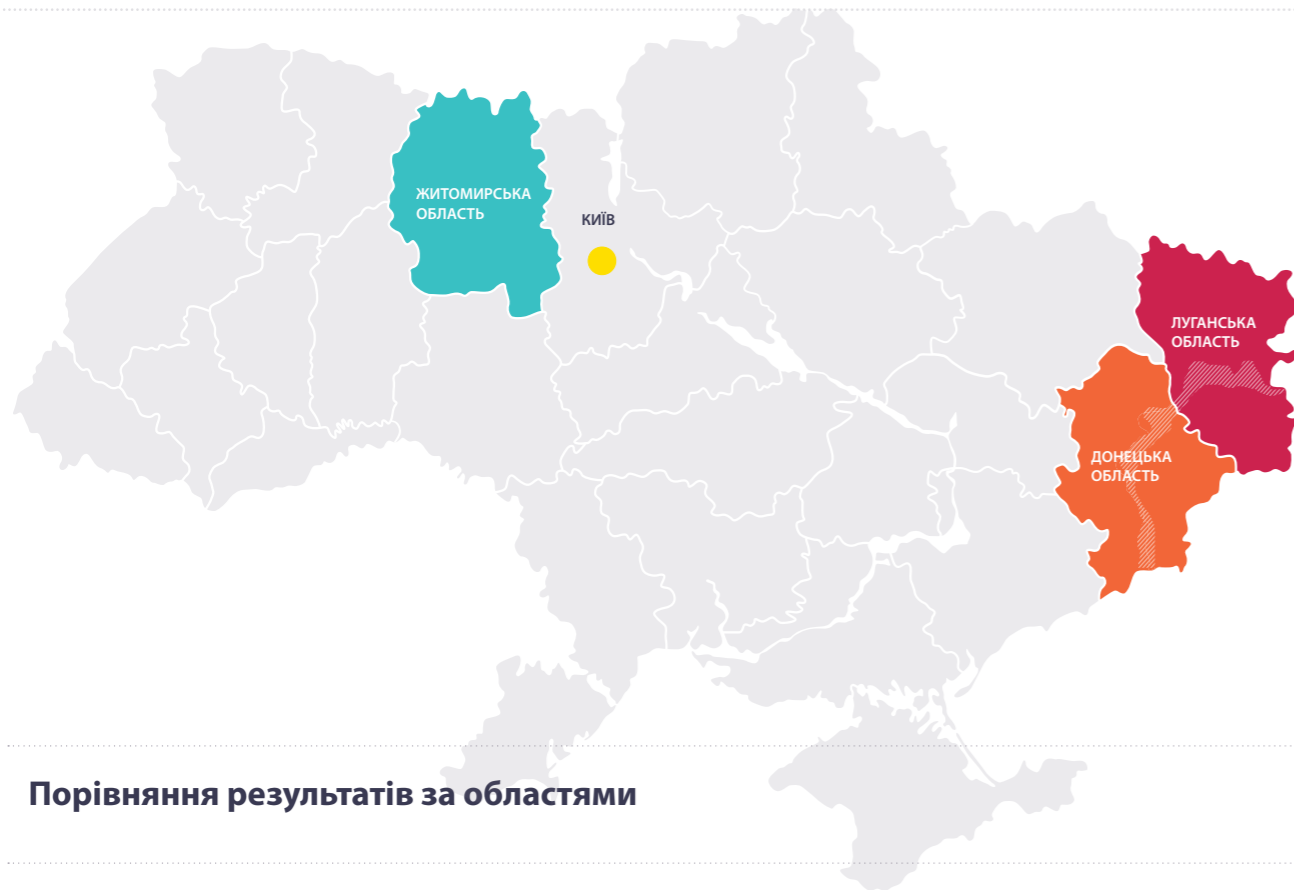 ЖИТОМИРСЬКА
ОБЛАСТЬ
КИЇВ
ЛУГАНСЬКА
ОБЛАСТЬ
ДОНЕЦЬКА
ОБЛАСТЬ
Порівняння результатів за областями